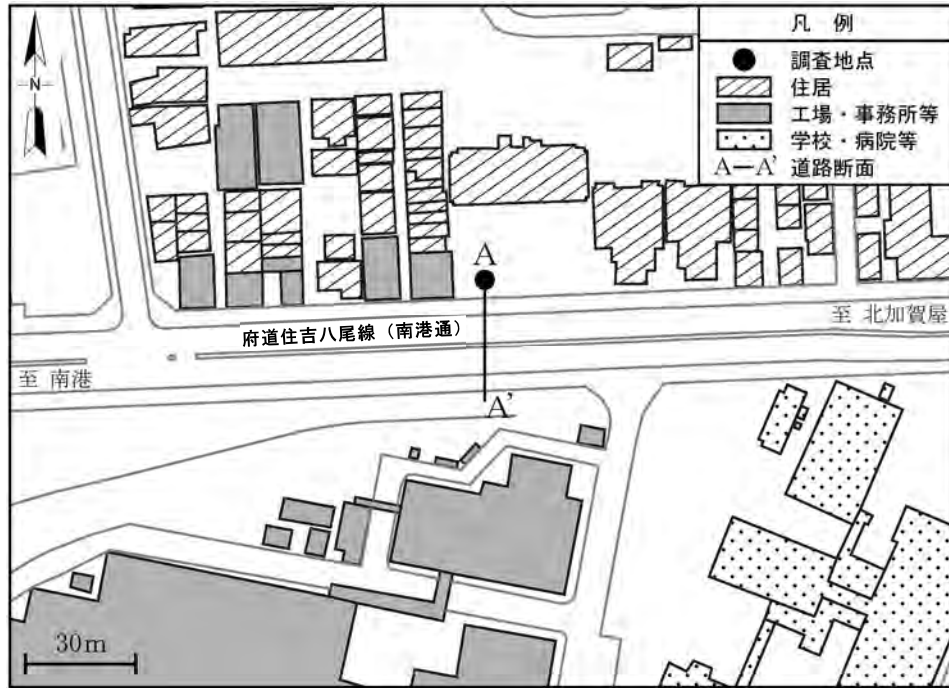 凡 例
調査地点
住居
工場・事務所等
学校・病院等
A－A' 道路断面
N
A
府道住吉八尾線（南港通）
至 北加賀屋
至 南港
A'
30m